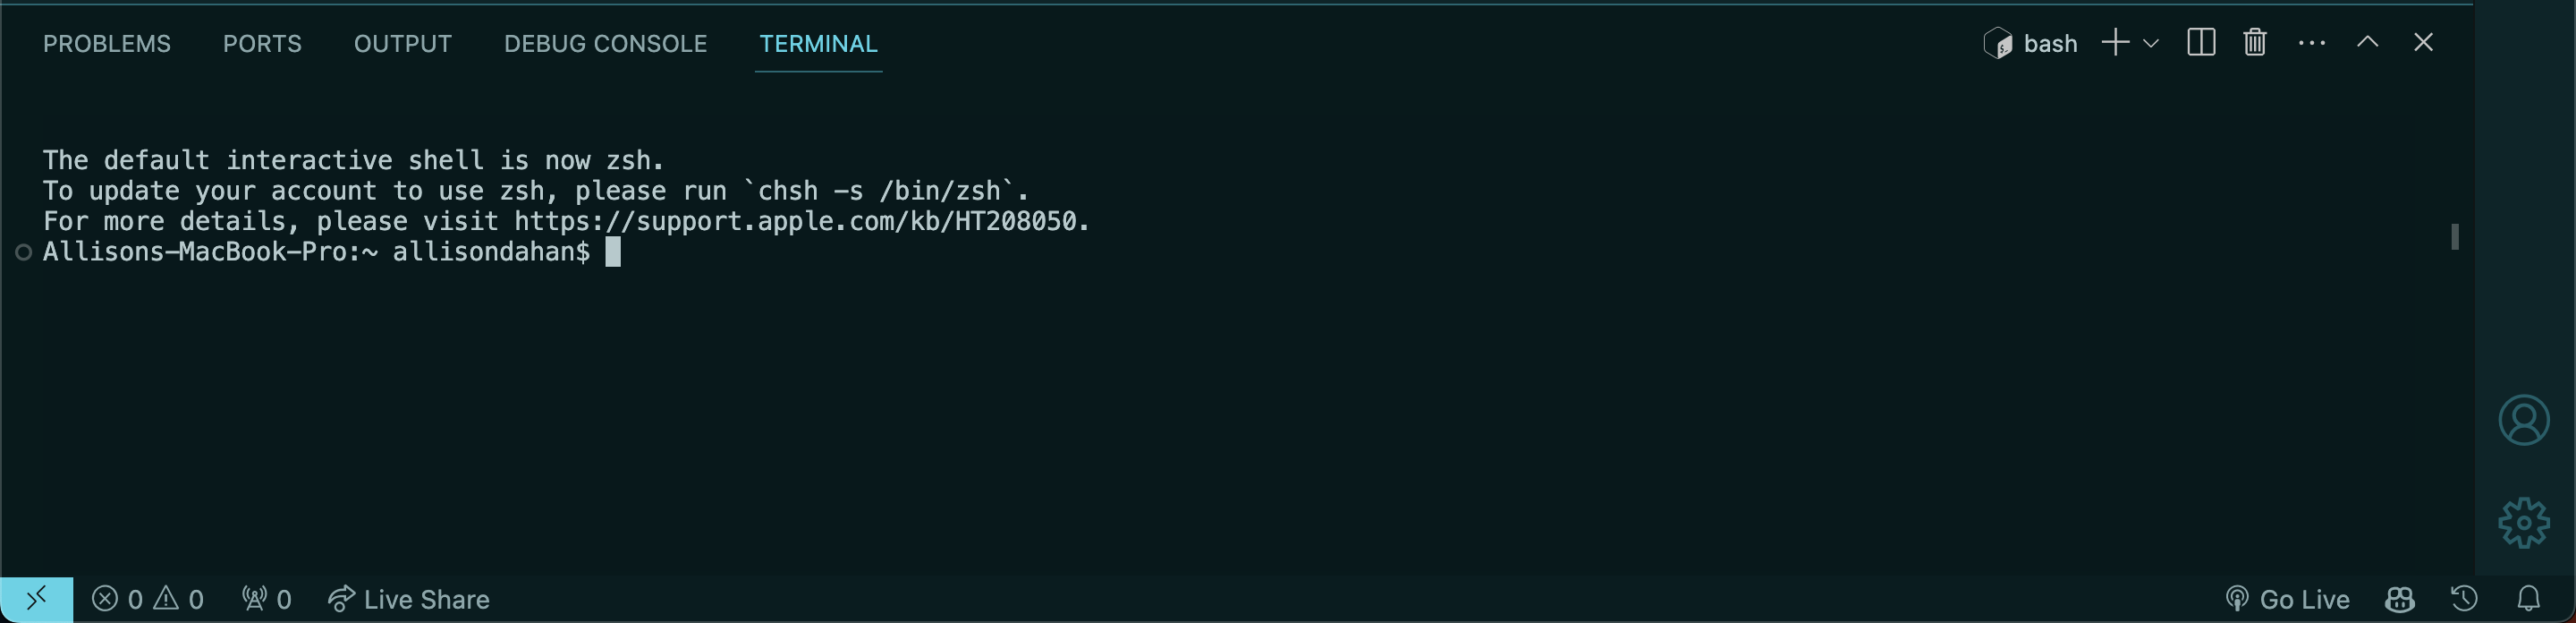 PROBLEMS PORTS OUTPUT DEBUG CONSOLE TERMINAL bash
The default interactive shell is now zsh.
To update your account to use zsh, please run `chsh -s /bin/zsh`.
For more details, please visit https://support.apple.com/kb/HT208050.
Allisons-MacBook-Pro:~ allisondahan$
0 0 0 Live Share Go Live